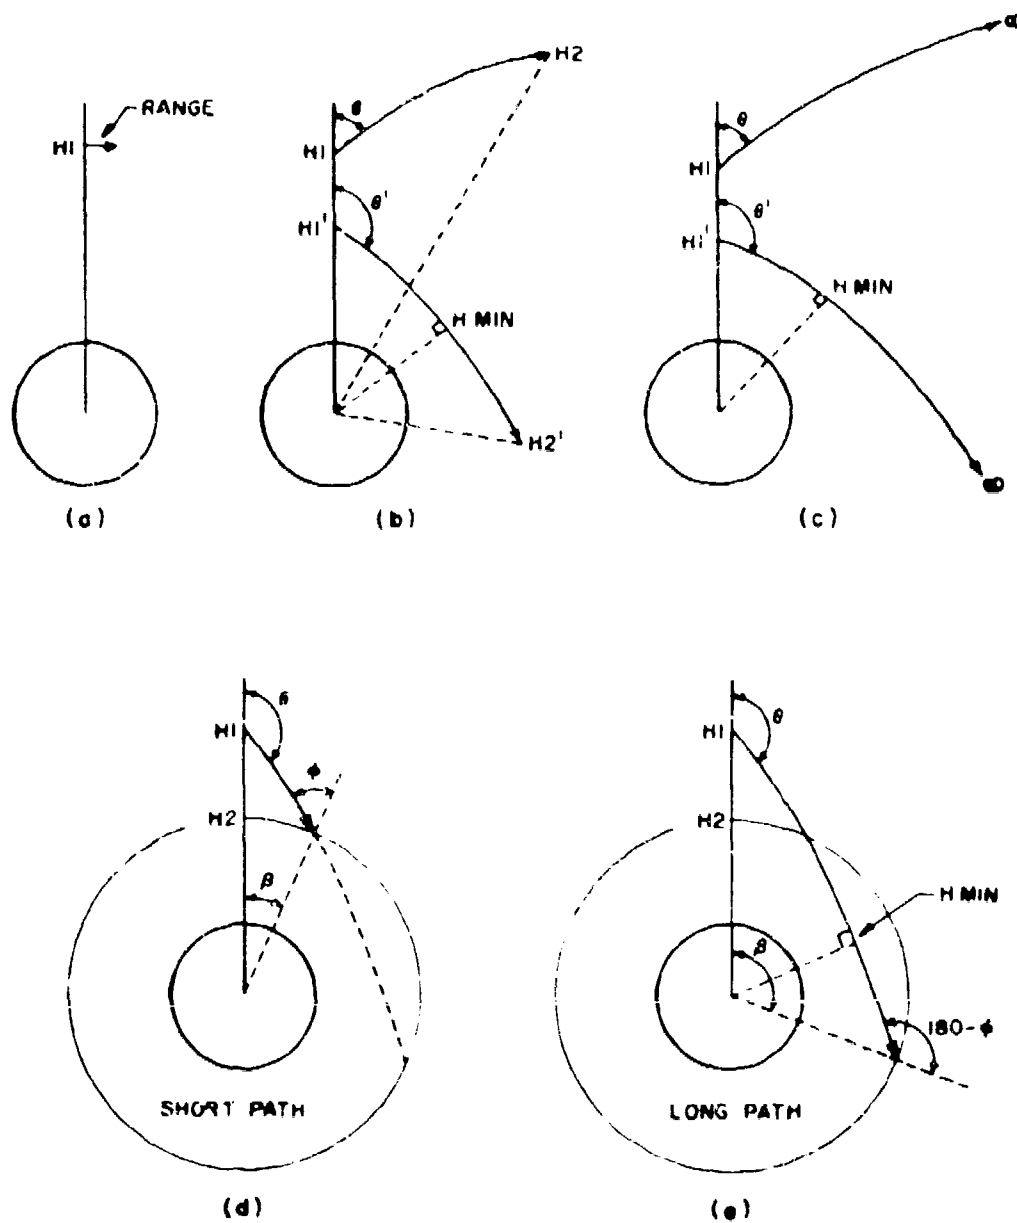 RANGE
H1
(a)
H2
θ
H1
θ'
H1'
H MIN
H2'
(b)
θ
H1
θ'
H1'
H MIN
∞
(c)
θ
H1
ϕ
H2
β
SHORT PATH
(d)
θ
H1
H2
H MIN
β
180-ϕ
LONG PATH
(e)